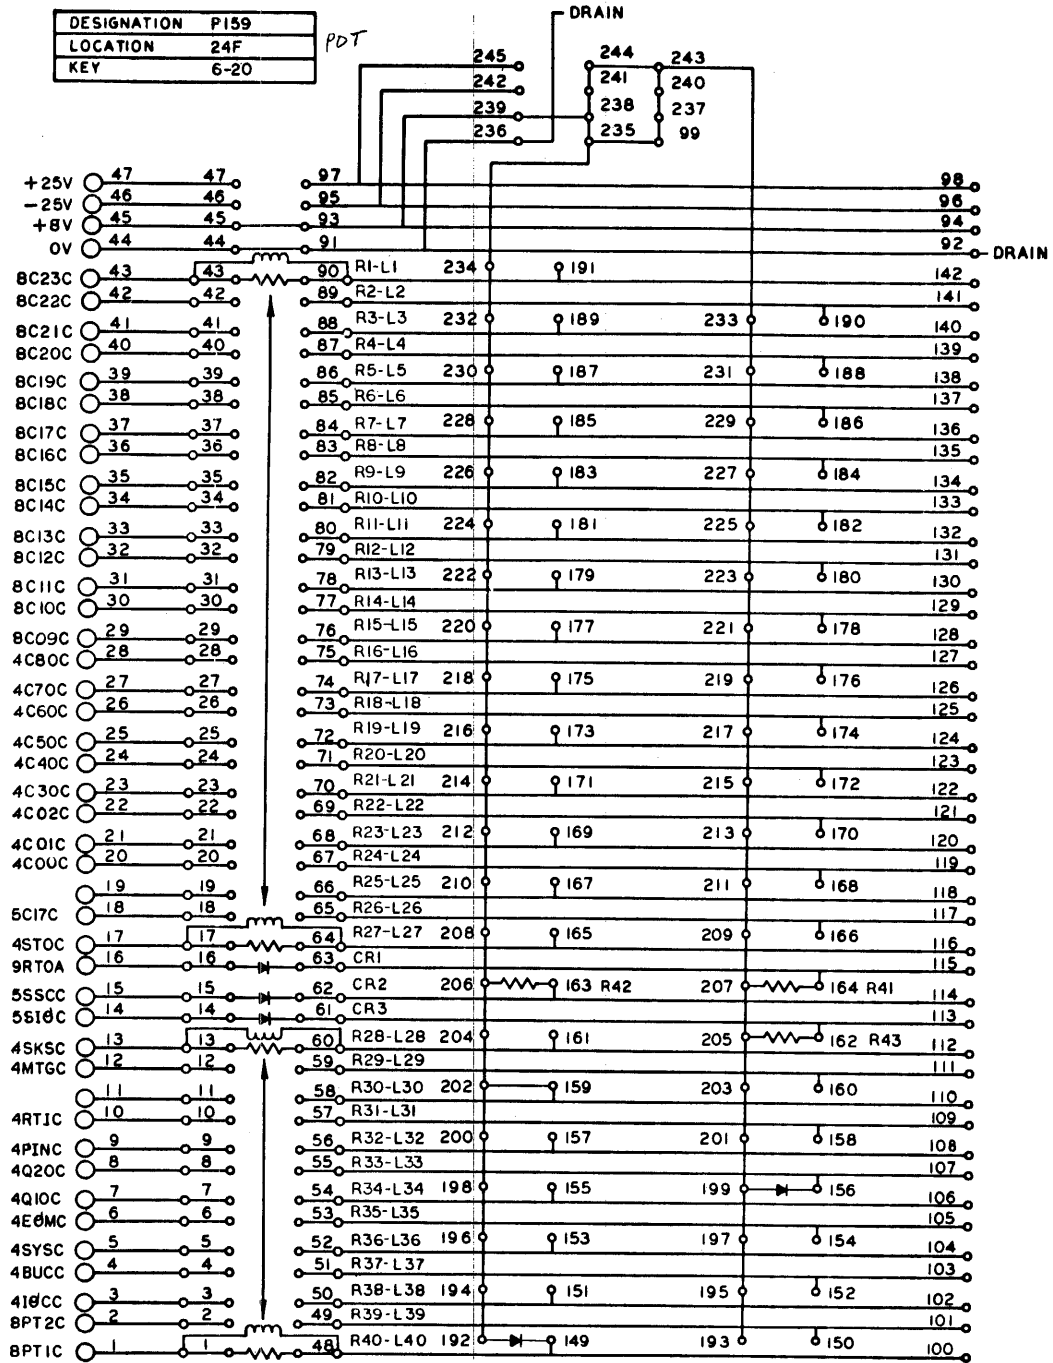 DESIGNATION P159
LOCATION 24F
KEY 6-20
PDT
DRAIN
245 244 243
242 241 240
239 238 237
236 235 99
+25V 47 47 97 98
-25V 46 46 95 96
+8V 45 45 93 94
0V 44 44 91 92 DRAIN
8C23C 43 43 90 R1-L1 234 191 142
8C22C 42 42 89 R2-L2 141
8C21C 41 41 88 R3-L3 232 189 233 190 140
8C20C 40 40 87 R4-L4 139
8C19C 39 39 86 R5-L5 230 187 231 188 138
8C18C 38 38 85 R6-L6 137
8C17C 37 37 84 R7-L7 228 185 229 186 136
8C16C 36 36 83 R8-L8 135
8C15C 35 35 82 R9-L9 226 183 227 184 134
8C14C 34 34 81 R10-L10 133
8C13C 33 33 80 R11-L11 224 181 225 182 132
8C12C 32 32 79 R12-L12 131
8C11C 31 31 78 R13-L13 222 179 223 180 130
8C10C 30 30 77 R14-L14 129
8C09C 29 29 76 R15-L15 220 177 221 178 128
4C80C 28 28 75 R16-L16 127
4C70C 27 27 74 R17-L17 218 175 219 176 126
4C60C 26 26 73 R18-L18 125
4C50C 25 25 72 R19-L19 216 173 217 174 124
4C40C 24 24 71 R20-L20 123
4C30C 23 23 70 R21-L21 214 171 215 172 122
4C02C 22 22 69 R22-L22 121
4C01C 21 21 68 R23-L23 212 169 213 170 120
4C00C 20 20 67 R24-L24 119
19 19 66 R25-L25 210 167 211 168 118
5C17C 18 18 65 R26-L26 117
4STOC 17 17 64 R27-L27 208 165 209 166 116
9RTOA 16 16 63 CR1 115
5SSCC 15 15 62 CR2 206 163 R42 207 164 R41 114
5SIØC 14 14 61 CR3 113
4SKSC 13 13 60 R28-L28 204 161 205 162 R43 112
4MTGC 12 12 59 R29-L29 111
11 11 58 R30-L30 202 159 203 160 110
4RTIC 10 10 57 R31-L31 109
4PINC 9 9 56 R32-L32 200 157 201 158 108
4Q20C 8 8 55 R33-L33 107
4Q10C 7 7 54 R34-L34 198 155 199 156 106
4EØMC 6 6 53 R35-L35 105
4SYSC 5 5 52 R36-L36 196 153 197 154 104
4BUCC 4 4 51 R37-L37 103
4IØCC 3 3 50 R38-L38 194 151 195 152 102
8PT2C 2 2 49 R39-L39 101
8PT1C 1 1 48 R40-L40 192 149 193 150 100